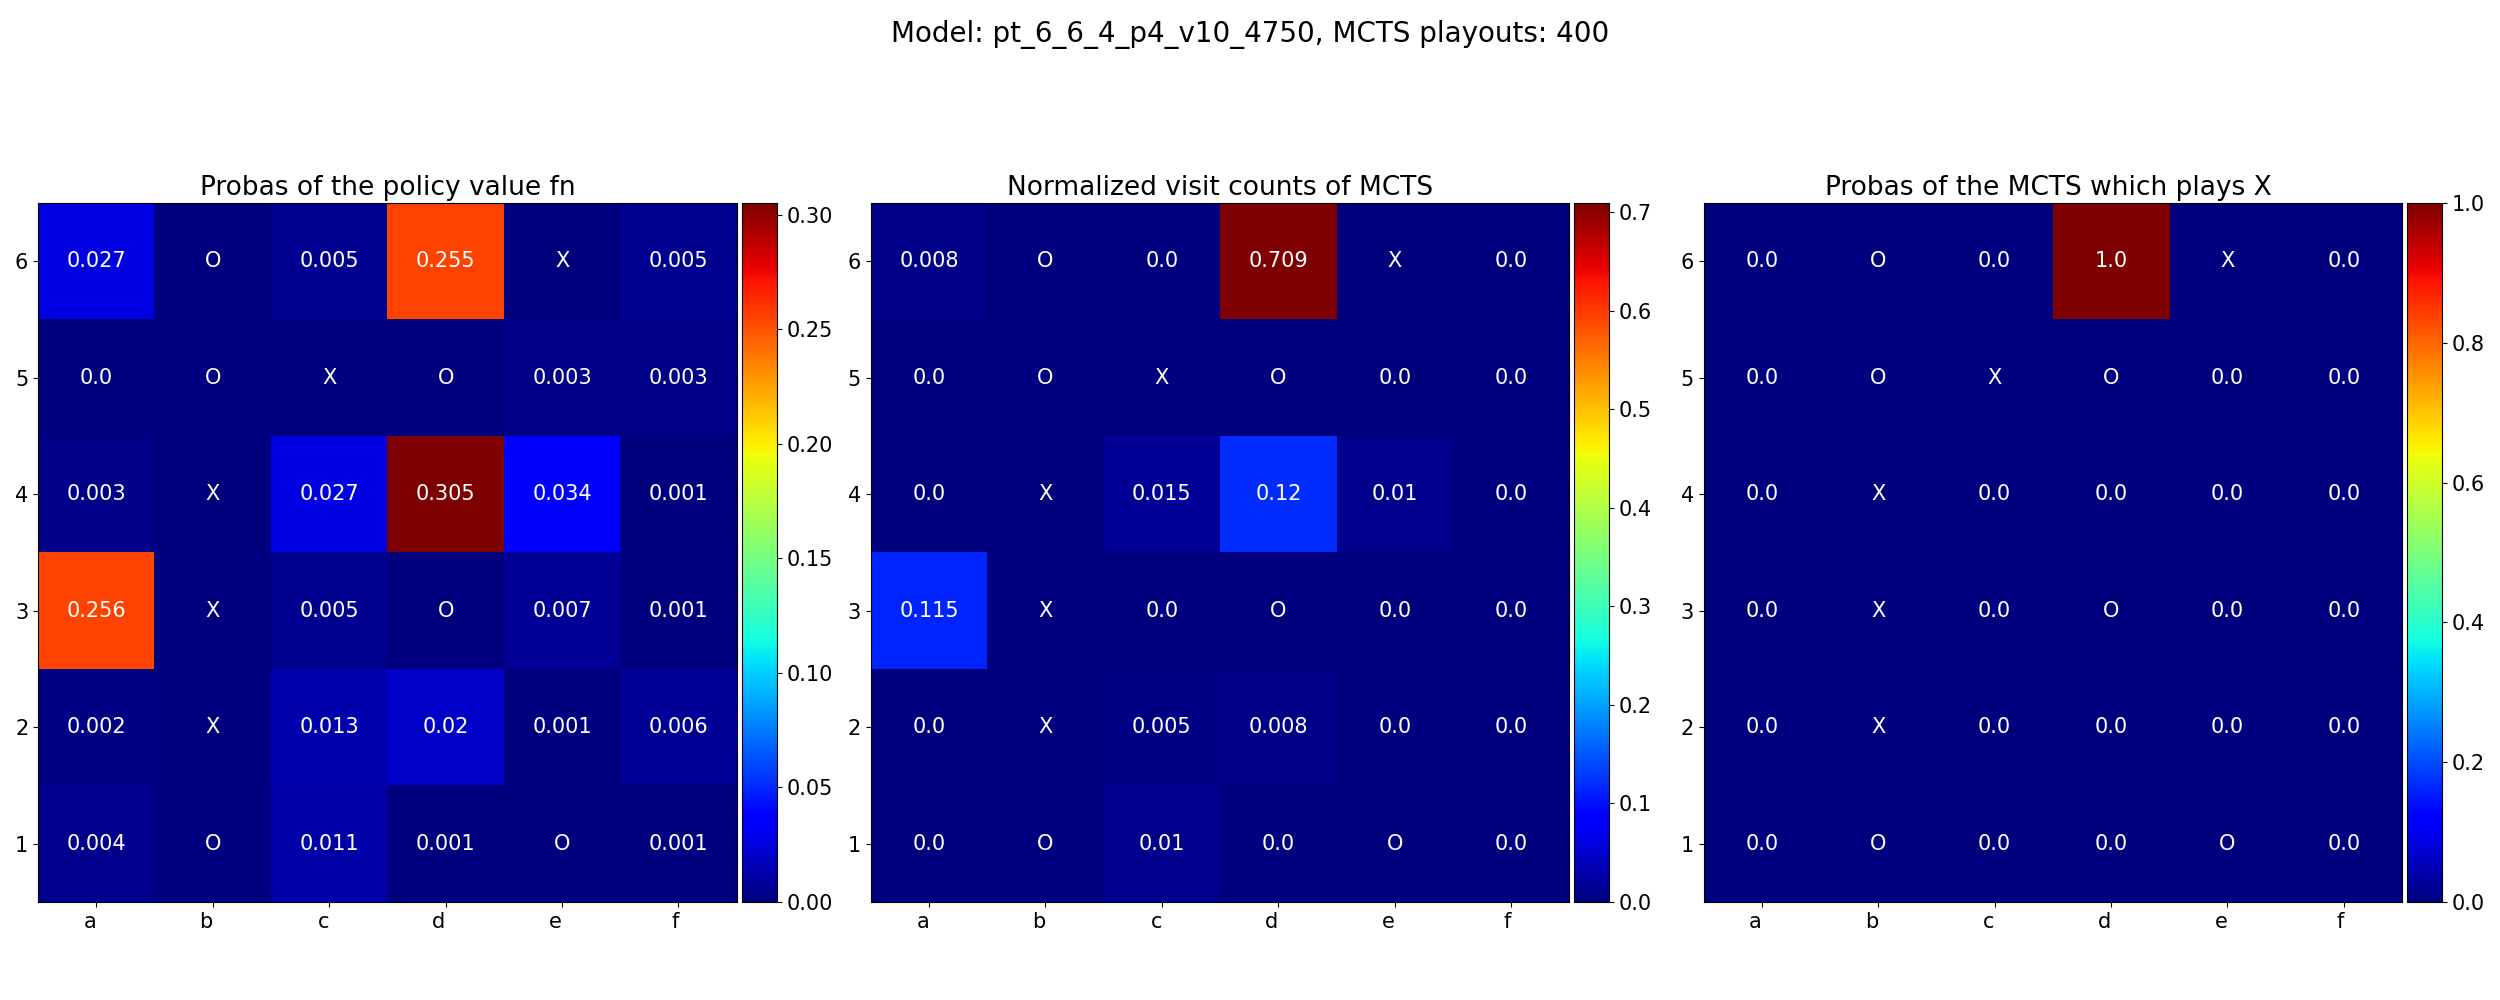 Model: pt_6_6_4_p4_v10_4750, MCTS playouts: 400
Probas of the policy value fn
6 0.027 O 0.005 0.255 X 0.005
5 0.0 O X O 0.003 0.003
4 0.003 X 0.027 0.305 0.034 0.001
3 0.256 X 0.005 O 0.007 0.001
2 0.002 X 0.013 0.02 0.001 0.006
1 0.004 O 0.011 0.001 O 0.001
a b c d e f
0.30
0.25
0.20
0.15
0.10
0.05
0.00
Normalized visit counts of MCTS
6 0.008 O 0.0 0.709 X 0.0
5 0.0 O X O 0.0 0.0
4 0.0 X 0.015 0.12 0.01 0.0
3 0.115 X 0.0 O 0.0 0.0
2 0.0 X 0.005 0.008 0.0 0.0
1 0.0 O 0.01 0.0 O 0.0
a b c d e f
0.7
0.6
0.5
0.4
0.3
0.2
0.1
0.0
Probas of the MCTS which plays X
6 0.0 O 0.0 1.0 X 0.0
5 0.0 O X O 0.0 0.0
4 0.0 X 0.0 0.0 0.0 0.0
3 0.0 X 0.0 O 0.0 0.0
2 0.0 X 0.0 0.0 0.0 0.0
1 0.0 O 0.0 0.0 O 0.0
a b c d e f
1.0
0.8
0.6
0.4
0.2
0.0